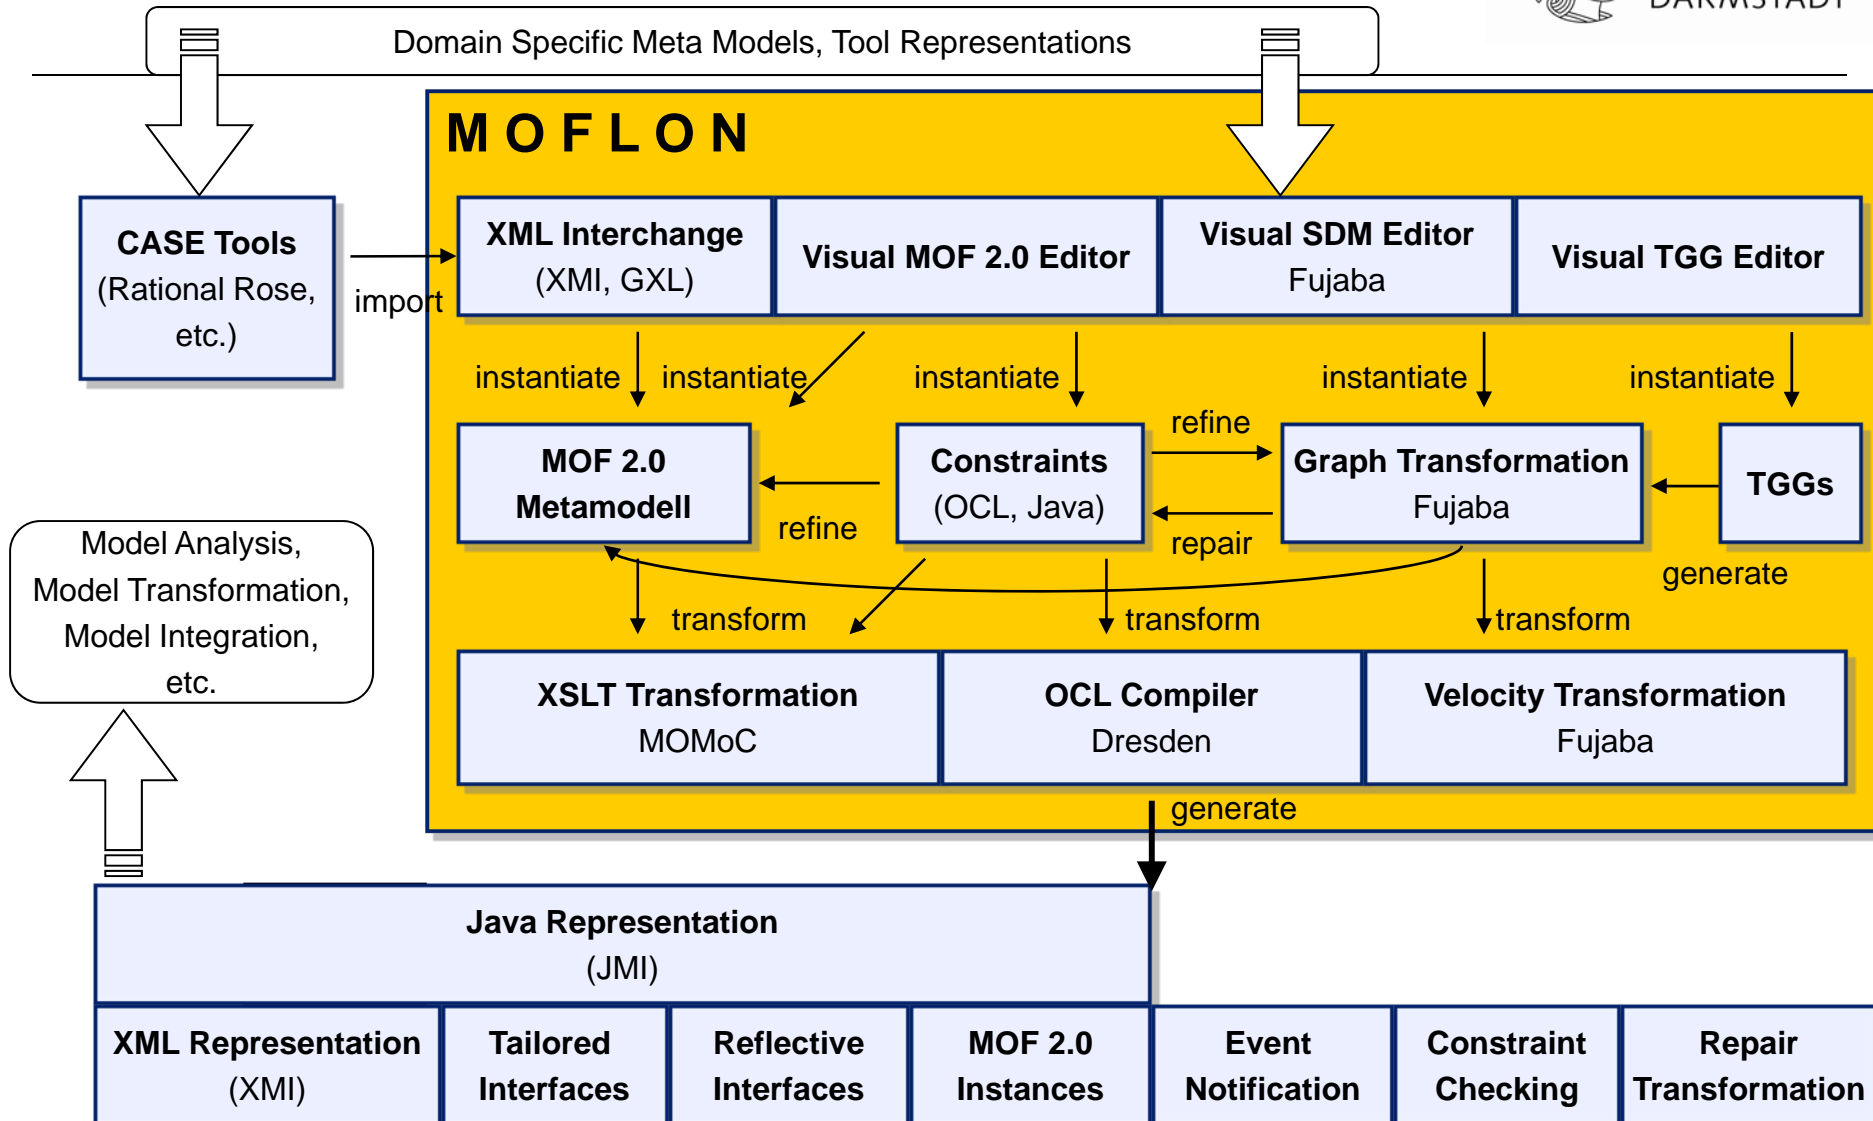 DARMSTADT
Domain Specific Meta Models, Tool Representations
M O F L O N
CASE Tools
(Rational Rose,
etc.)
import
XML Interchange
(XMI, GXL)
Visual MOF 2.0 Editor
Visual SDM Editor
Fujaba
Visual TGG Editor
instantiate
instantiate
instantiate
instantiate
instantiate
MOF 2.0
Metamodell
refine
Constraints
(OCL, Java)
refine
repair
Graph Transformation
Fujaba
TGGs
generate
transform
transform
transform
Model Analysis,
Model Transformation,
Model Integration,
etc.
XSLT Transformation
MOMoC
OCL Compiler
Dresden
Velocity Transformation
Fujaba
generate
Java Representation
(JMI)
XML Representation
(XMI)
Tailored
Interfaces
Reflective
Interfaces
MOF 2.0
Instances
Event
Notification
Constraint
Checking
Repair
Transformation